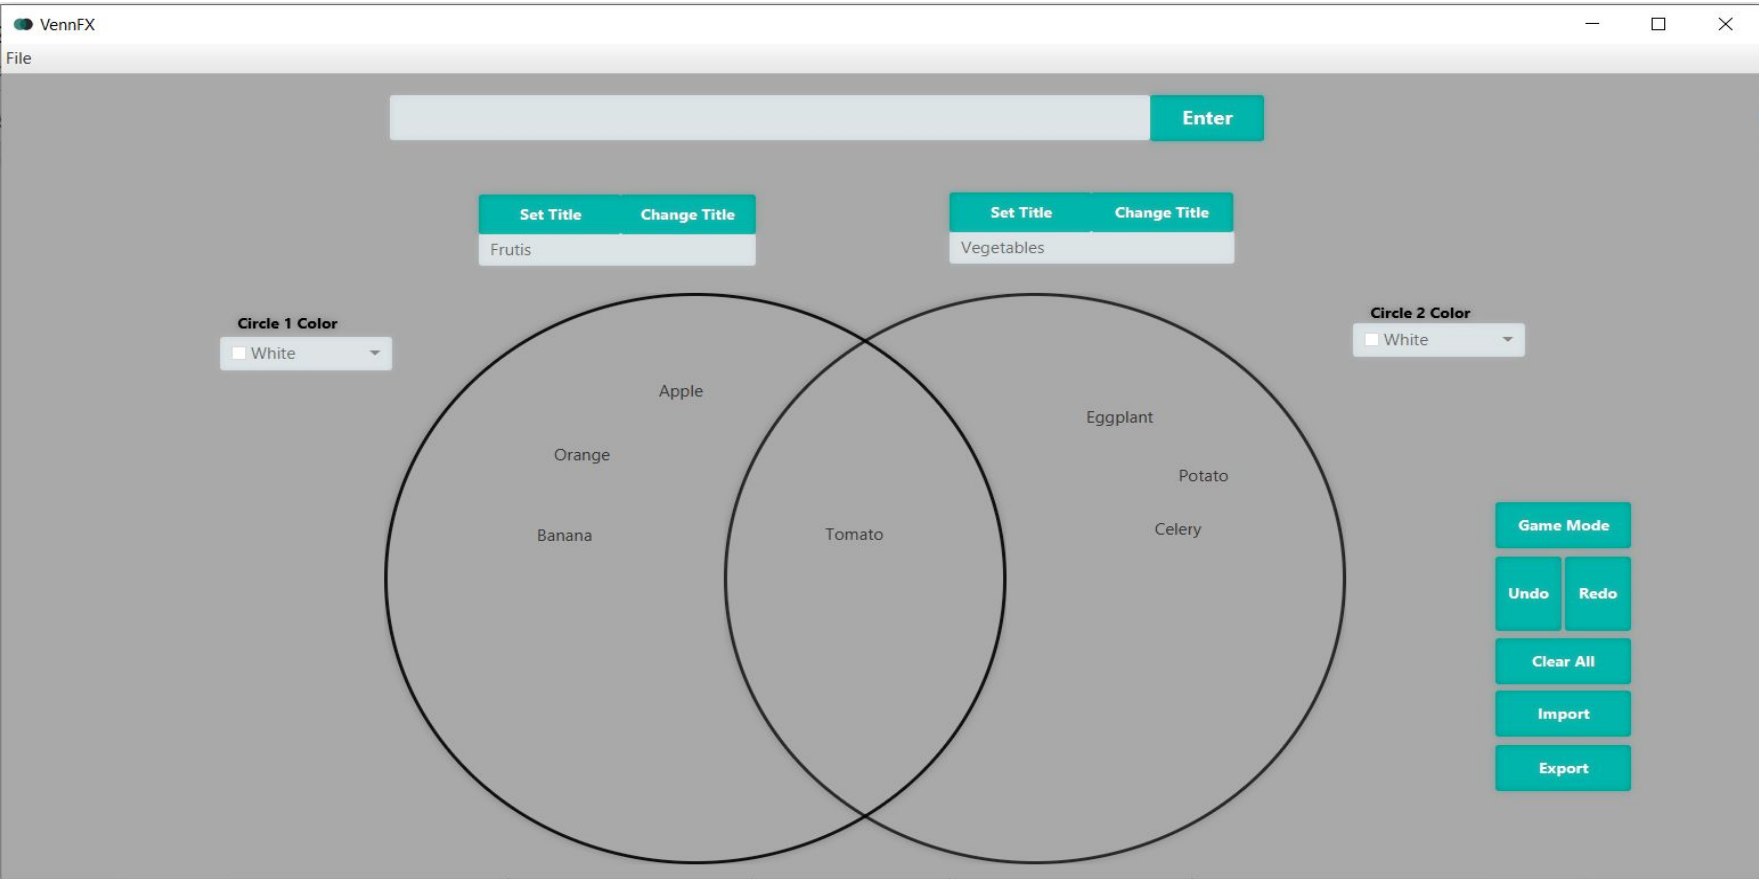 VennFX
File
Enter
Set Title Change Title
Frutis
Set Title Change Title
Vegetables
Circle 1 Color
White
Circle 2 Color
White
Apple
Orange
Banana
Tomato
Eggplant
Potato
Celery
Game Mode
Undo Redo
Clear All
Import
Export